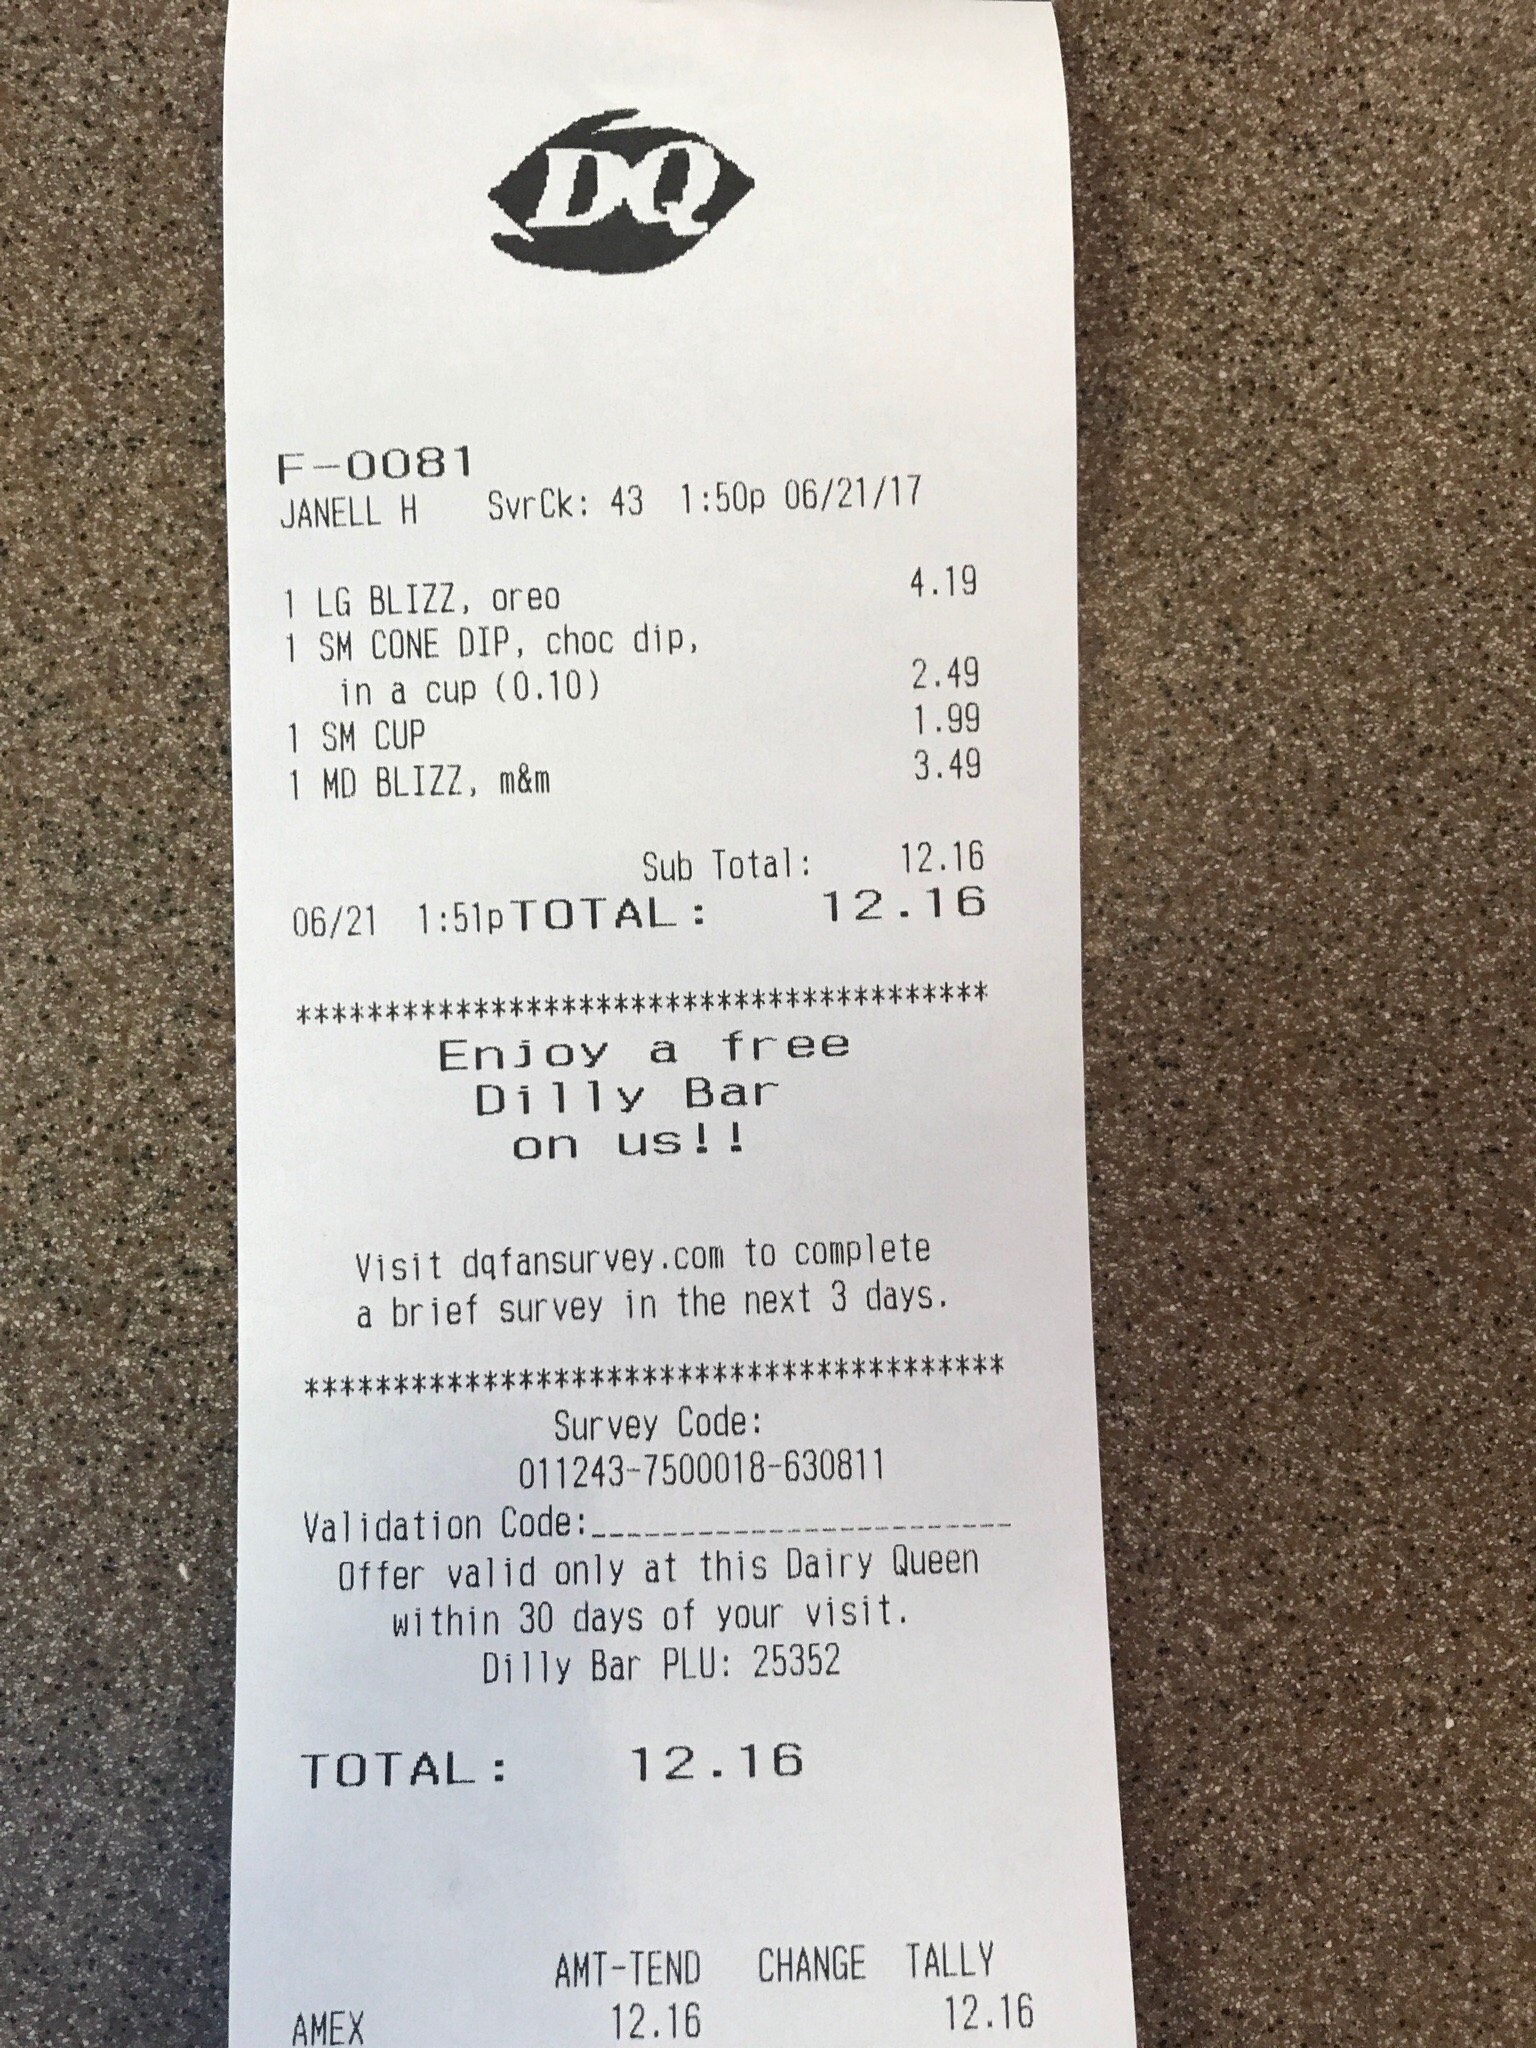 DQ
F-0081
JANELL H SvrCk: 43 1:50p 06/21/17
1 LG BLIZZ, oreo 4.19
1 SM CONE DIP, choc dip,
in a cup (0.10) 2.49
1 SM CUP 1.99
1 MD BLIZZ, m&m 3.49
Sub Total: 12.16
06/21 1:51pTOTAL: 12.16
***************************************
Enjoy a free
Dilly Bar
on us!!
Visit dqfansurvey.com to complete
a brief survey in the next 3 days.
***************************************
Survey Code:
011243-7500018-630811
Validation Code:________________________
Offer valid only at this Dairy Queen
within 30 days of your visit.
Dilly Bar PLU: 25352
TOTAL: 12.16
AMT-TEND CHANGE TALLY
AMEX 12.16 12.16